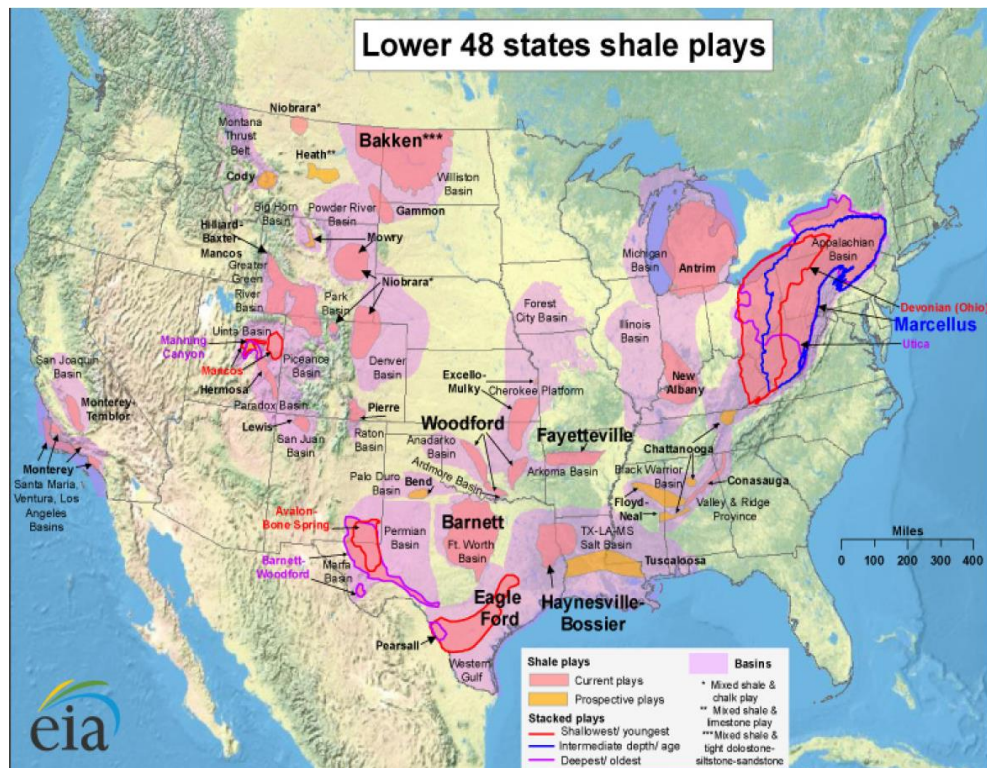 Lower 48 states shale plays
Niobrara*
Montana
Thrust
Belt
Bakken***
Heath**
Cody
Williston
Basin
Big Horn
Basin
Powder River
Basin
Gammon
Hilliard-
Baxter
Mancos
Mowry
Greater
Green
River
Basin
Niobrara*
Park
Basin
Michigan
Basin
Antrim
Appalachian
Basin
Devonian (Ohio)
Marcellus
Utica
Forest
City Basin
Illinois
Basin
Uinta Basin
Manning
Canyon
Mancos
Piceance
Basin
Denver
Basin
San Joaquin
Basin
Hermosa
Excello-
Mulky
Cherokee Platform
New
Albany
Monterey-
Temblor
Paradox Basin
Pierre
Lewis
San Juan
Basin
Raton
Basin
Woodford
Anadarko
Basin
Fayetteville
Chattanooga
Monterey
Santa Maria,
Ventura, Los
Angeles
Basins
Ardmore Basin
Arkoma Basin
Black Warrior
Basin
Conasauga
Palo Duro
Basin
Bend
Floyd-
Neal
Valley & Ridge
Province
Avalon-
Bone Spring
Permian
Basin
Barnett
Ft. Worth
Basin
TX-LA-MS
Salt Basin
Tuscaloosa
Miles
0 100 200 300 400
Barnett-
Woodford
Marfa
Basin
Eagle
Ford
Haynesville-
Bossier
Pearsall
Western
Gulf
Shale plays
Current plays
Prospective plays
Stacked plays
Shallowest/ youngest
Intermediate depth/ age
Deepest/ oldest
Basins
* Mixed shale &
chalk play
** Mixed shale &
limestone play
***Mixed shale &
tight dolostone-
siltstone-sandstone
eia